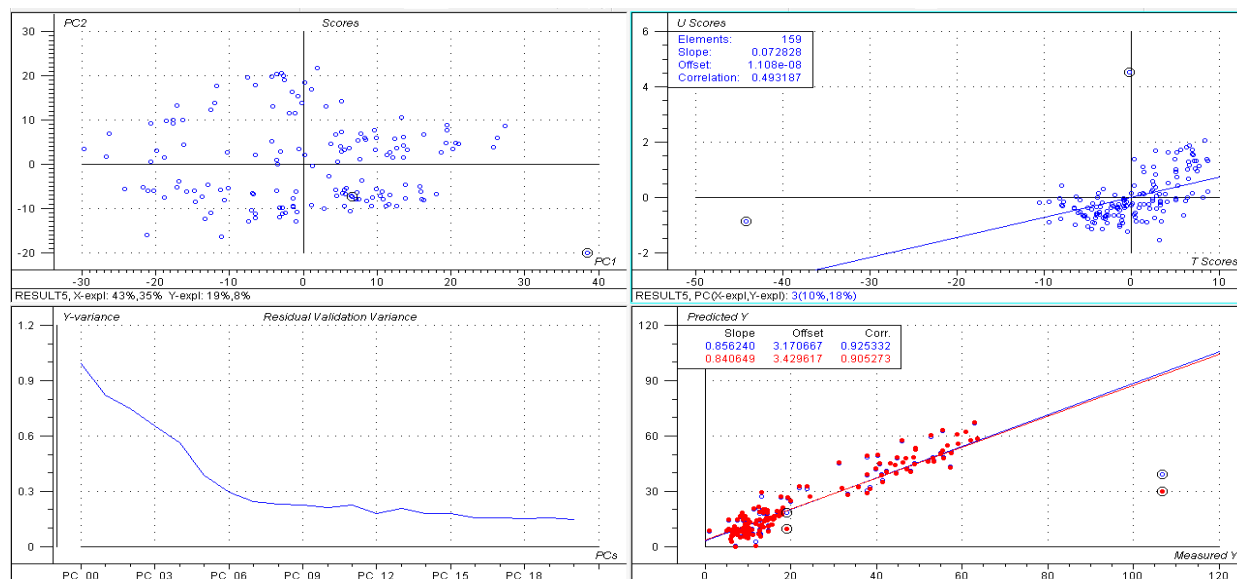 PC2 Scores
30
20
10
0
-10
-20
PC1
-30 -20 -10 0 10 20 30 40
RESULT5, X-expl: 43%,35% Y-expl: 19%,8%
U Scores
6
4
2
0
-2
Elements: 159
Slope: 0.072828
Offset: 1.108e-08
Correlation: 0.493187
T Scores
-50 -40 -30 -20 -10 0 10
RESULT5, PC(X-expl,Y-expl): 3(10%,18%)
Y-variance Residual Validation Variance
1.2
0.9
0.6
0.3
0
PCs
PC_00 PC_03 PC_06 PC_09 PC_12 PC_15 PC_18
Predicted Y
120
90
60
30
0
Slope Offset Corr.
0.856240 3.170667 0.925332
0.840649 3.429617 0.905273
Measured Y
0 20 40 60 80 100 120